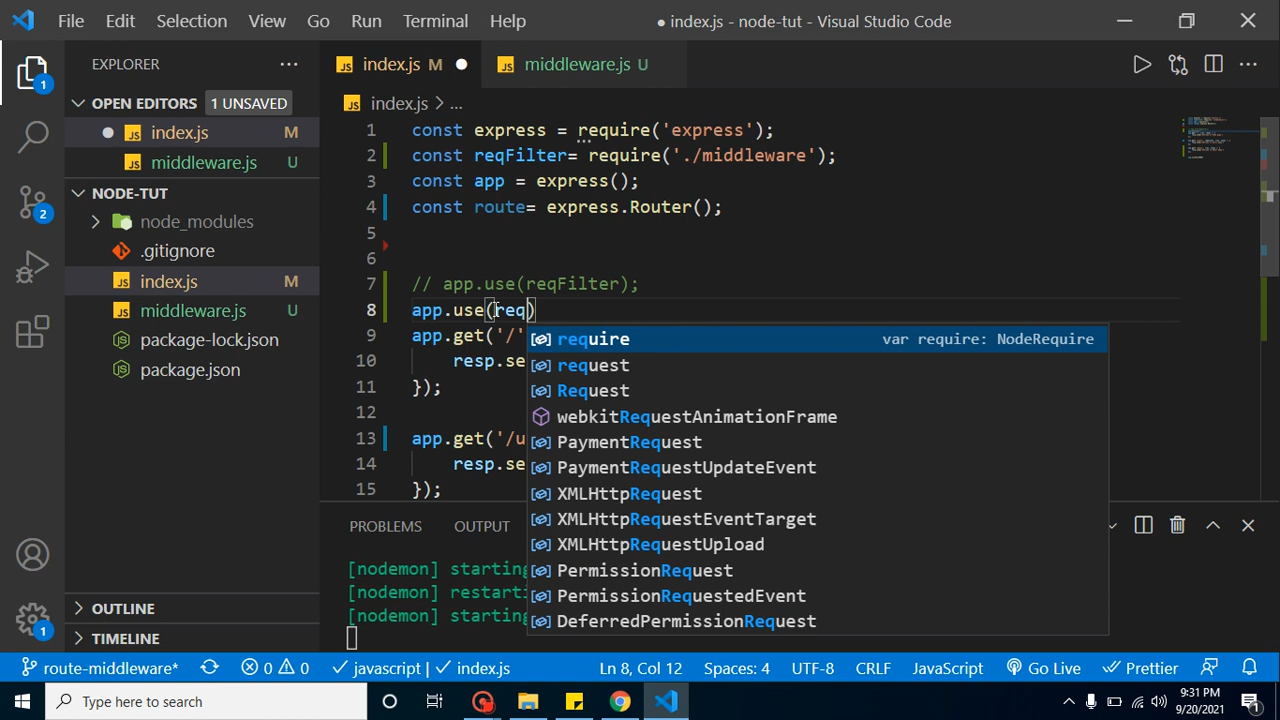 File Edit Selection View Go Run Terminal Help
● index.js - node-tut - Visual Studio Code
EXPLORER
OPEN EDITORS 1 UNSAVED
index.js M
middleware.js U
NODE-TUT
node_modules
.gitignore
index.js M
middleware.js U
package-lock.json
package.json
OUTLINE
TIMELINE
1
2
1
index.js M
middleware.js U
index.js > ...
1 const express = require('express');
2 const reqFilter= require('./middleware');
3 const app = express();
4 const route= express.Router();
5
6
7 // app.use(reqFilter);
8 app.use(req)
9 app.get('/'
10 resp.se
11 });
12
13 app.get('/u
14 resp.se
15 });
require var require: NodeRequire
request
Request
webkitRequestAnimationFrame
PaymentRequest
PaymentRequestUpdateEvent
XMLHttpRequest
XMLHttpRequestEventTarget
XMLHttpRequestUpload
PermissionRequest
PermissionRequestedEvent
DeferredPermissionRequest
PROBLEMS OUTPUT
[nodemon] starting
[nodemon] restarti
[nodemon] starting
route-middleware* 0 0 javascript | index.js Ln 8, Col 12 Spaces: 4 UTF-8 CRLF JavaScript Go Live Prettier
Type here to search
9:31 PM
9/20/2021
1